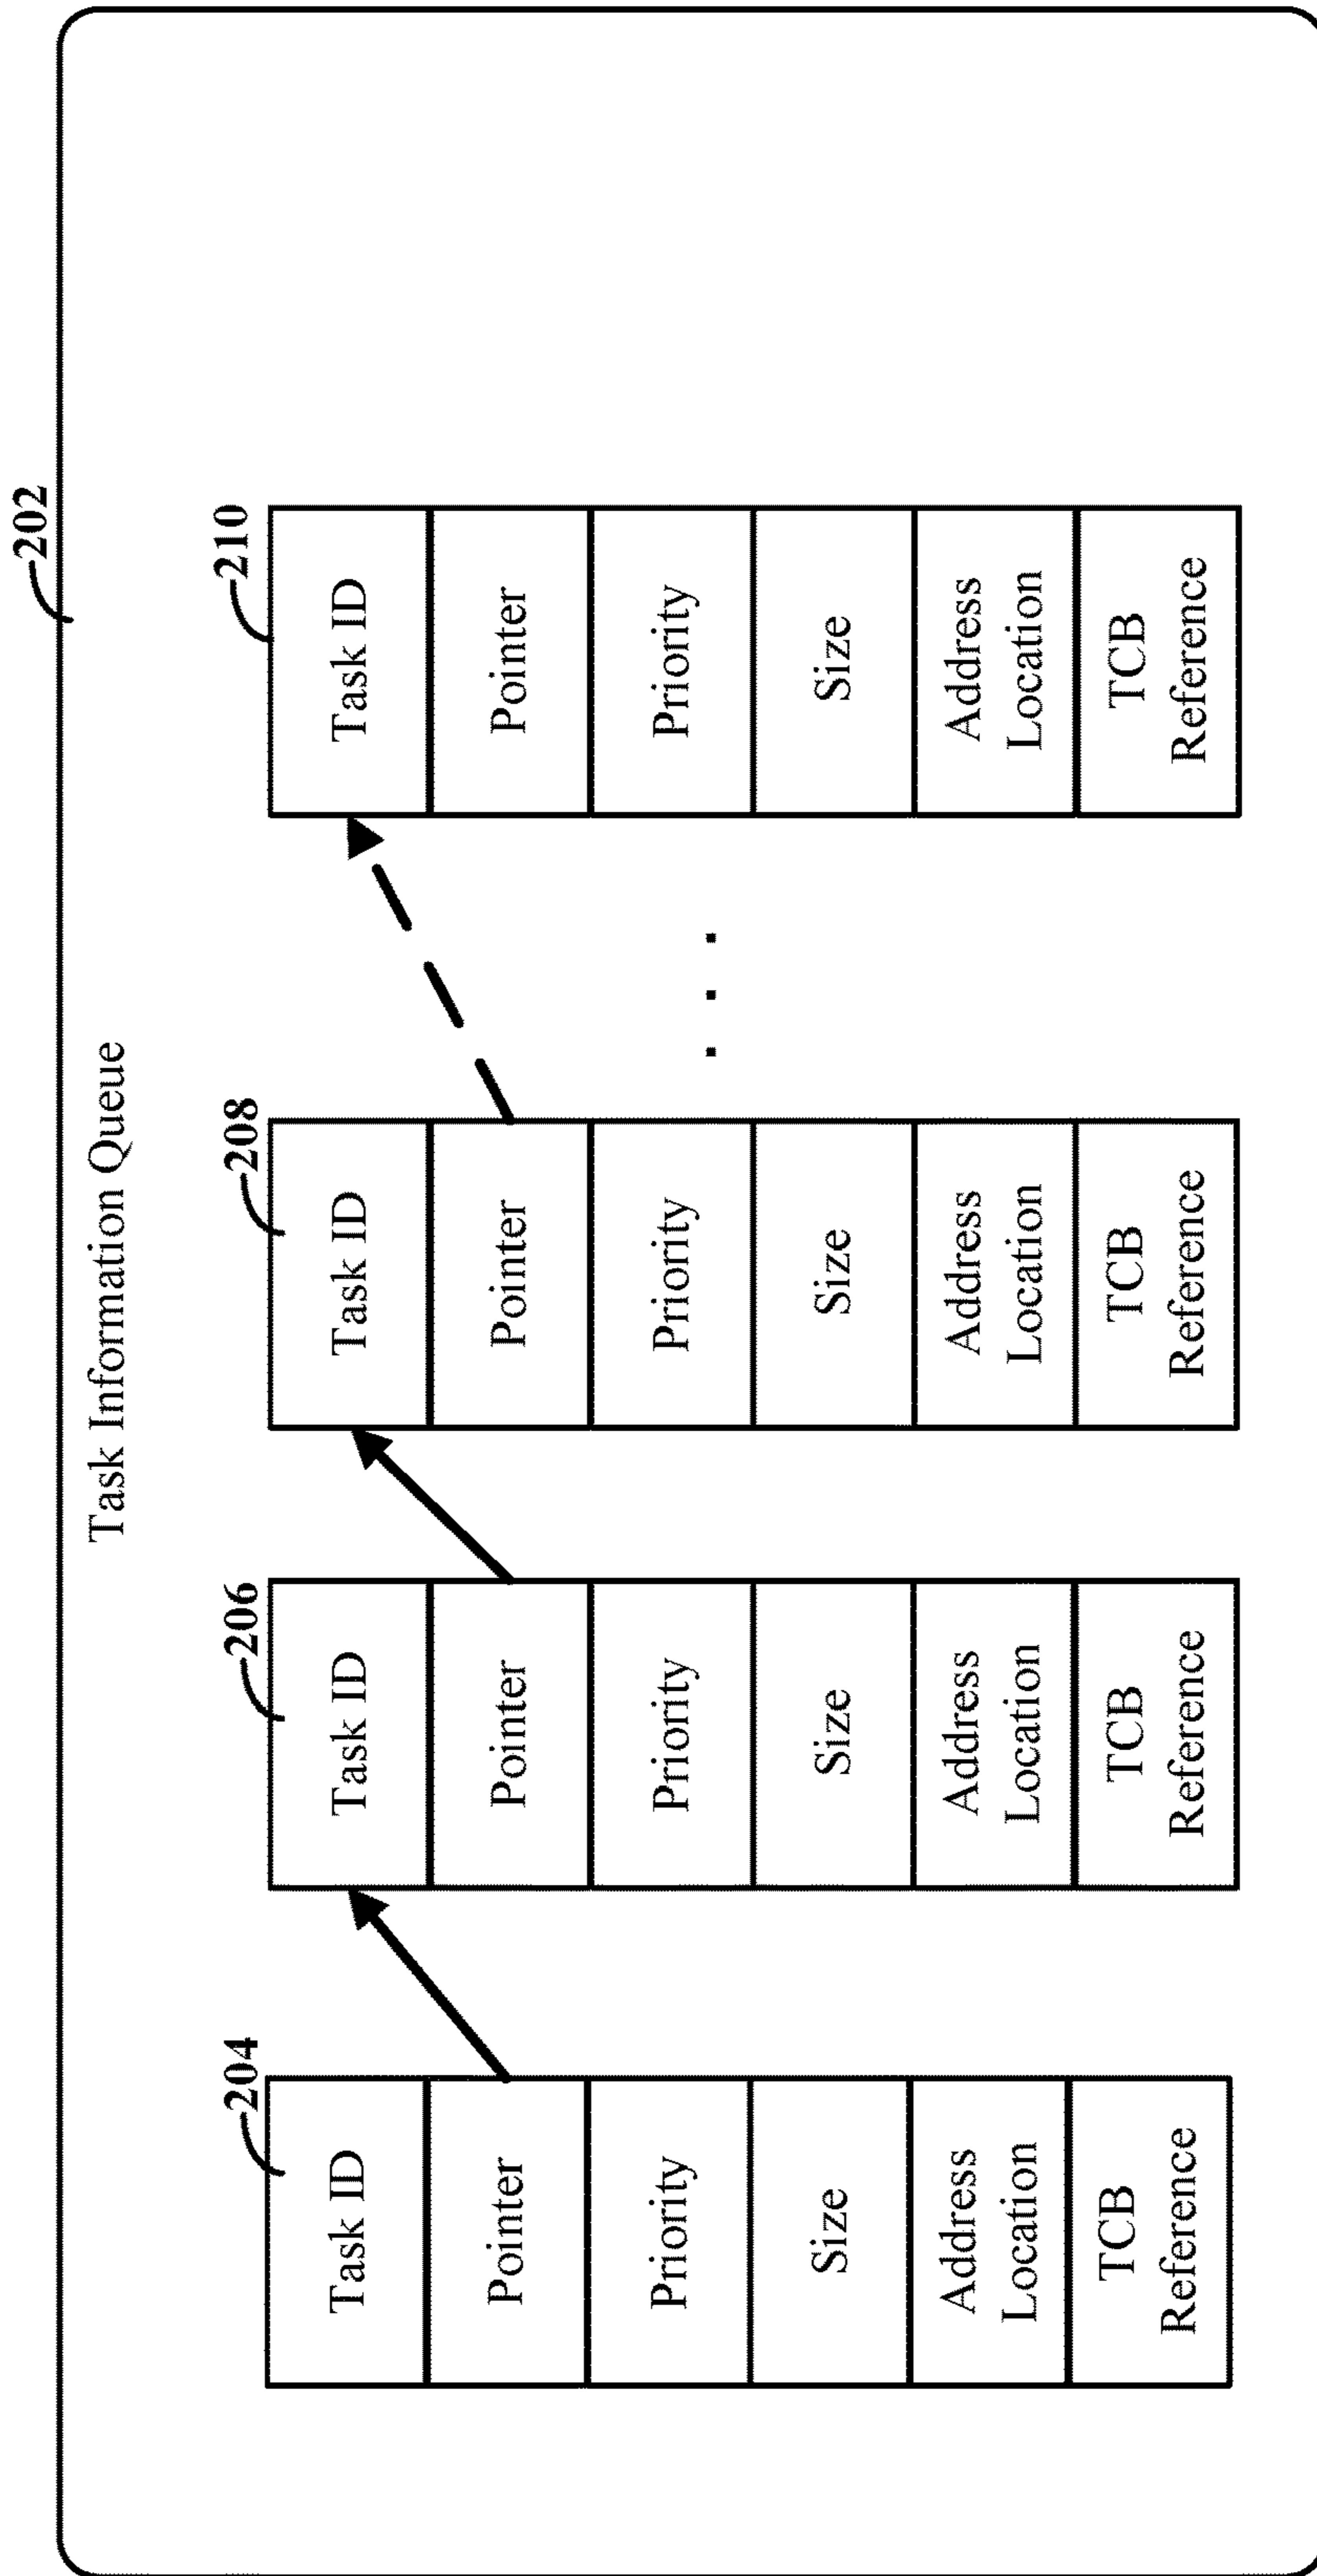 202
Task Information Queue
204
Task ID
Pointer
Priority
Size
Address
Location
TCB
Reference
206
Task ID
Pointer
Priority
Size
Address
Location
TCB
Reference
208
Task ID
Pointer
Priority
Size
Address
Location
TCB
Reference
. . .
210
Task ID
Pointer
Priority
Size
Address
Location
TCB
Reference